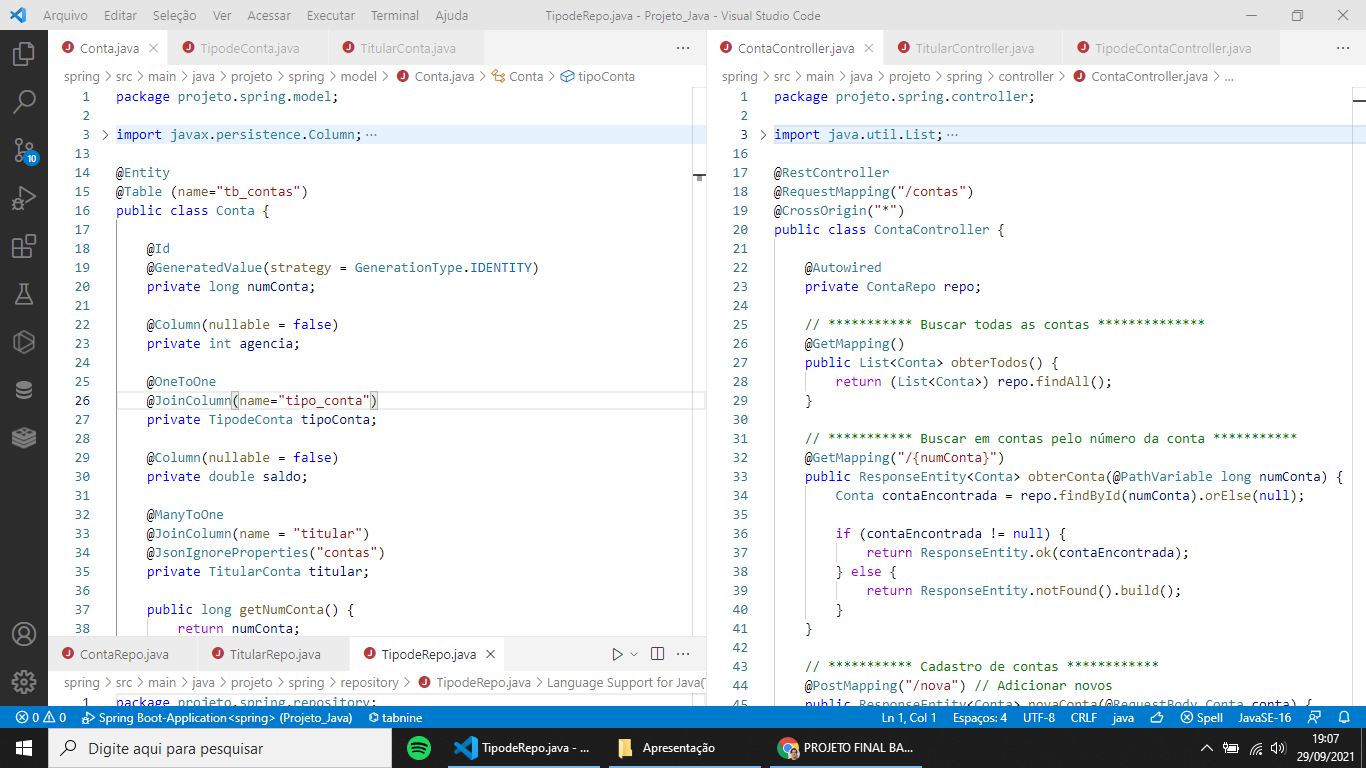 Arquivo Editar Seleção Ver Acessar Executar Terminal Ajuda TipodeRepo.java - Projeto_Java - Visual Studio Code
Conta.java TipodeConta.java TitularConta.java
spring > src > main > java > projeto > spring > model > Conta.java > Conta > tipoConta
1 package projeto.spring.model;
2
3 > import javax.persistence.Column; ...
13
14 @Entity
15 @Table (name="tb_contas")
16 public class Conta {
17
18 @Id
19 @GeneratedValue(strategy = GenerationType.IDENTITY)
20 private long numConta;
21
22 @Column(nullable = false)
23 private int agencia;
24
25 @OneToOne
26 @JoinColumn(name="tipo_conta")
27 private TipodeConta tipoConta;
28
29 @Column(nullable = false)
30 private double saldo;
31
32 @ManyToOne
33 @JoinColumn(name = "titular")
34 @JsonIgnoreProperties("contas")
35 private TitularConta titular;
36
37 public long getNumConta() {
38 return numConta;
ContaRepo.java TitularRepo.java TipodeRepo.java
spring > src > main > java > projeto > spring > repository > TipodeRepo.java > Language Support for Java(
1 package projeto.spring.repository;
ContaController.java TitularController.java TipodeContaController.java
spring > src > main > java > projeto > spring > controller > ContaController.java > ...
1 package projeto.spring.controller;
2
3 > import java.util.List; ...
16
17 @RestController
18 @RequestMapping("/contas")
19 @CrossOrigin("*")
20 public class ContaController {
21
22 @Autowired
23 private ContaRepo repo;
24
25 // *********** Buscar todas as contas **************
26 @GetMapping()
27 public List<Conta> obterTodos() {
28 return (List<Conta>) repo.findAll();
29 }
30
31 // *********** Buscar em contas pelo número da conta ***********
32 @GetMapping("/{numConta}")
33 public ResponseEntity<Conta> obterConta(@PathVariable long numConta) {
34 Conta contaEncontrada = repo.findById(numConta).orElse(null);
35
36 if (contaEncontrada != null) {
37 return ResponseEntity.ok(contaEncontrada);
38 } else {
39 return ResponseEntity.notFound().build();
40 }
41 }
42
43 // *********** Cadastro de contas ************
44 @PostMapping("/nova") // Adicionar novos
45 public ResponseEntity<Conta> novaConta(@RequestBody Conta conta) {
10
0 0 Spring Boot-Application<spring> (Projeto_Java) tabnine Ln 1, Col 1 Espaços: 4 UTF-8 CRLF java Spell JavaSE-16
Digite aqui para pesquisar TipodeRepo.java - ... Apresentação PROJETO FINAL BA... 19:07
29/09/2021